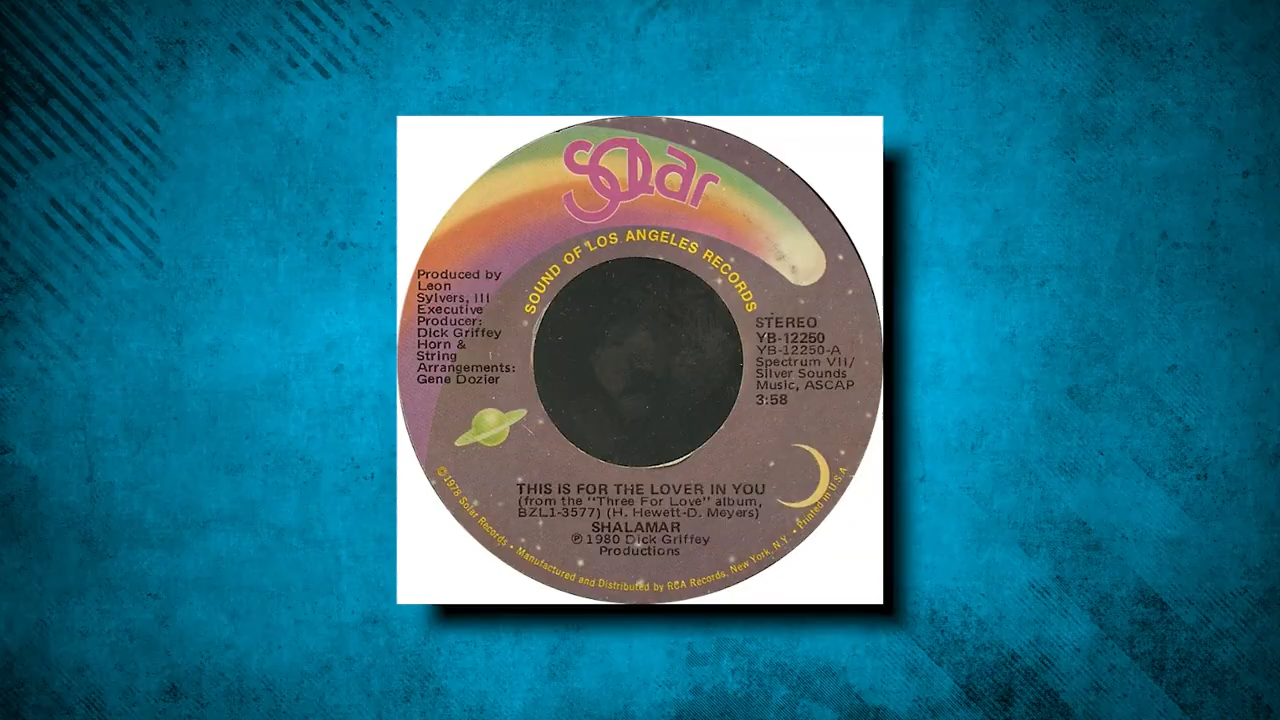 solar
SOUND OF LOS ANGELES RECORDS
Produced by
Leon
Sylvers, III
Executive
Producer:
Dick Griffey
Horn &
String
Arrangements:
Gene Dozier
STEREO
YB-12250
YB-12250-A
Spectrum VII/
Silver Sounds
Music, ASCAP
3:58
THIS IS FOR THE LOVER IN YOU
(from the "Three For Love" album,
BZL1-3577) (H. Hewett-D. Meyers)
SHALAMAR
℗ 1980 Dick Griffey
Productions
©1978 Solar Records • Manufactured and Distributed by RCA Records, New York, N.Y. • Printed in U.S.A